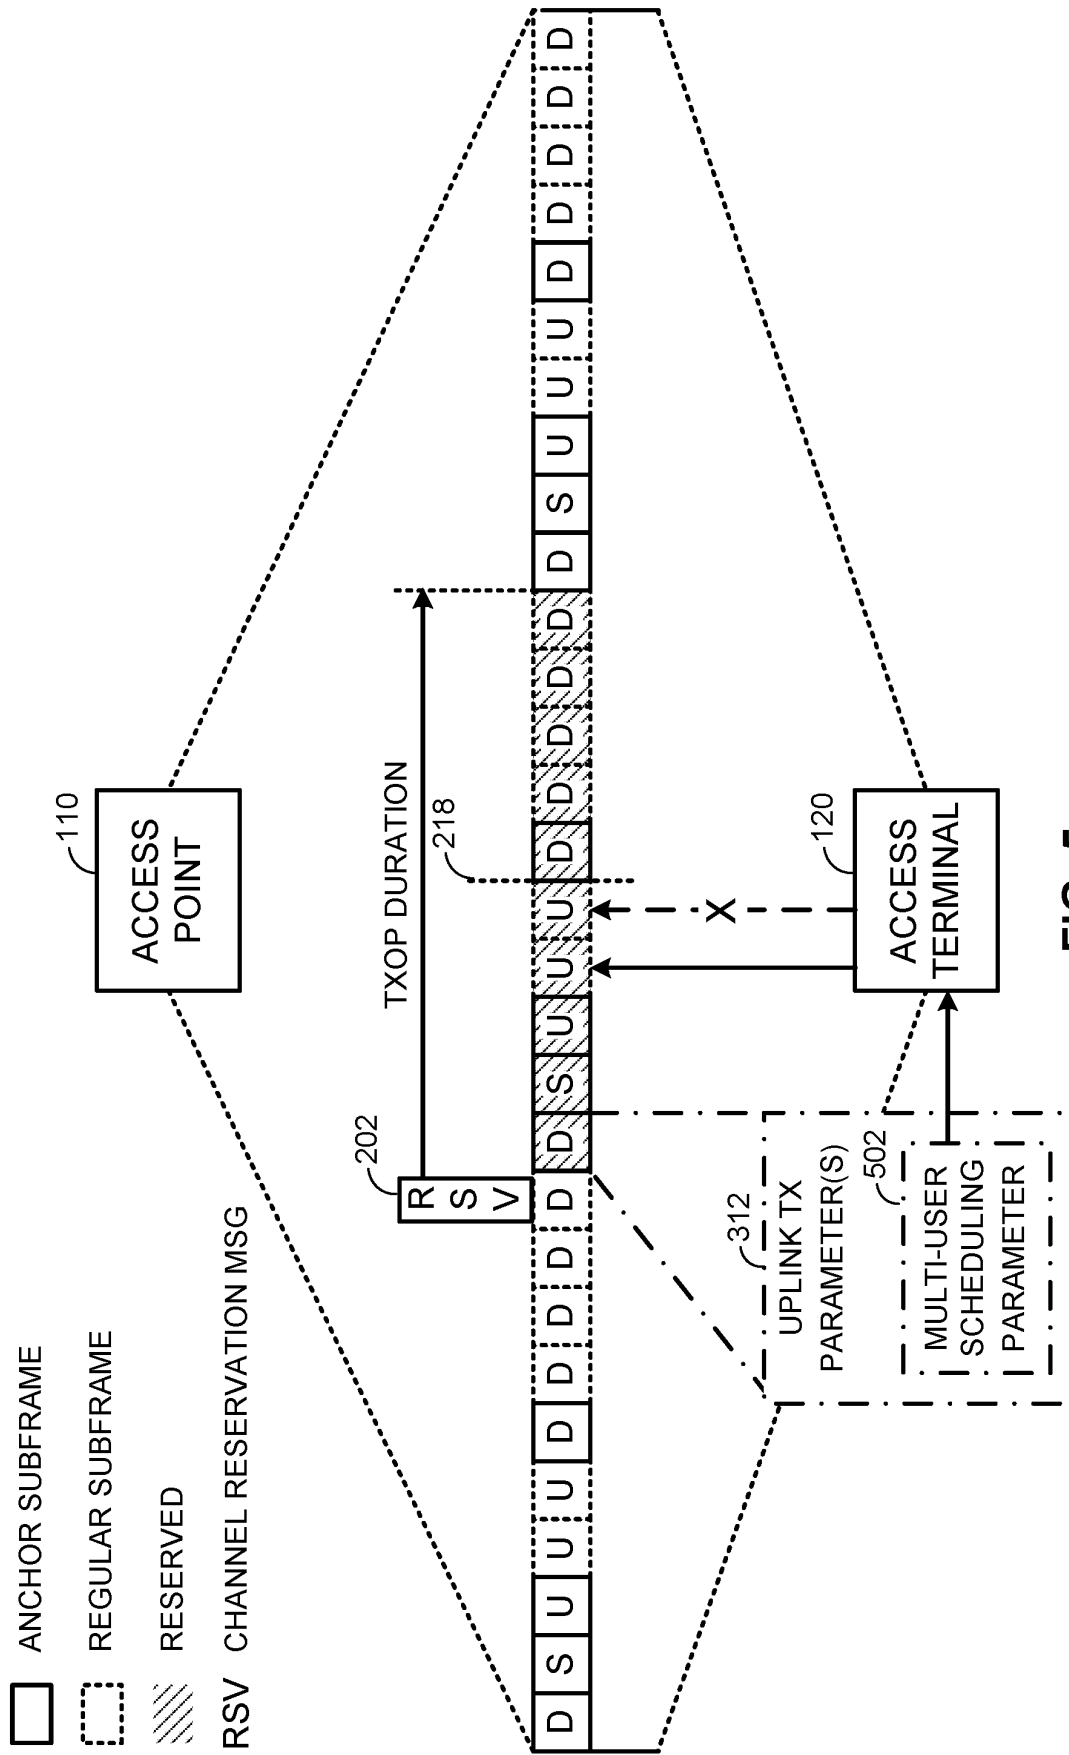 ANCHOR SUBFRAME
REGULAR SUBFRAME
RESERVED
RSV CHANNEL RESERVATION MSG
110
ACCESS
POINT
TXOP DURATION
202
RSV
218
D S U U U D D D D D D S U U U D D D D D D S U U U D D D D D
312
UPLINK TX
PARAMETER(S)
502
MULTI-USER
SCHEDULING
PARAMETER
120
ACCESS
TERMINAL
X